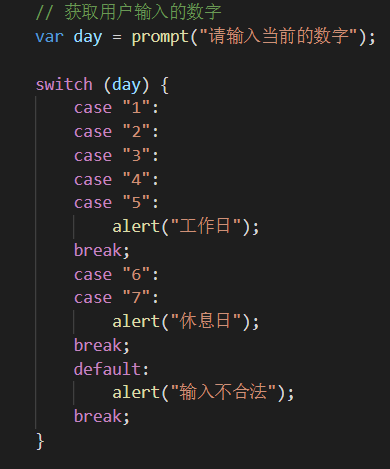 // 获取用户输入的数字
var day = prompt("请输入当前的数字");
switch (day) {
case "1":
case "2":
case "3":
case "4":
case "5":
alert("工作日");
break;
case "6":
case "7":
alert("休息日");
break;
default:
alert("输入不合法");
break;
}